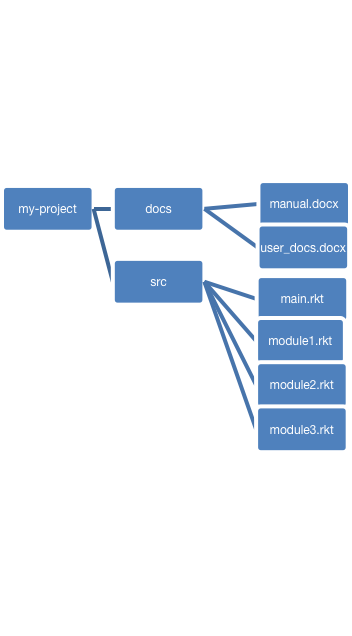 my-project
docs
manual.docx
user_docs.docx
src
main.rkt
module1.rkt
module2.rkt
module3.rkt